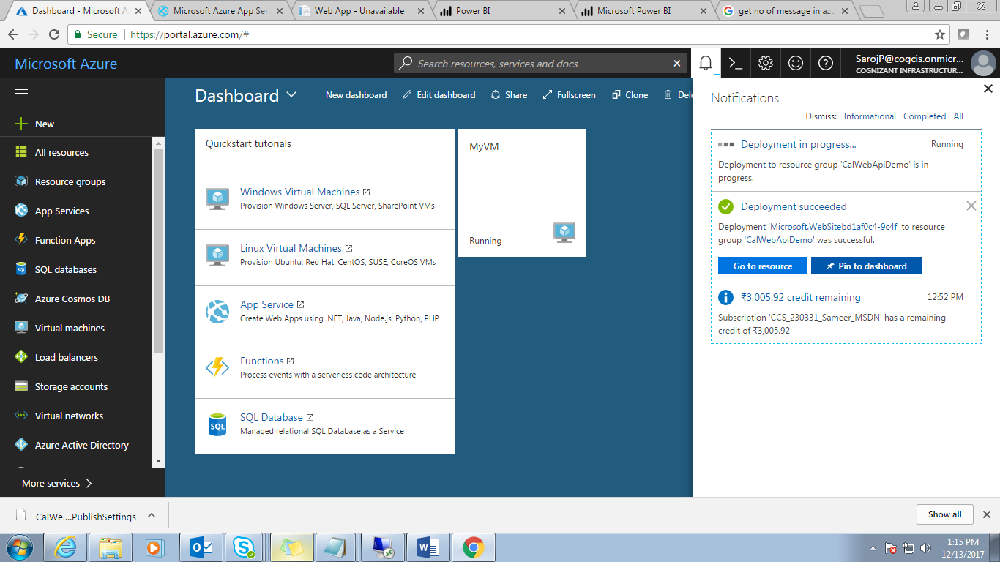 Dashboard - Microsoft A
Microsoft Azure App Ser
Web App - Unavailable
Power BI
Microsoft Power BI
get no of message in azu
Secure
https://portal.azure.com/#
Microsoft Azure
Search resources, services and docs
SarojP@cogcis.onmicr...
COGNIZANT INFRASTRUCTUR...
New
All resources
Resource groups
App Services
Function Apps
SQL databases
Azure Cosmos DB
Virtual machines
Load balancers
Storage accounts
Virtual networks
Azure Active Directory
More services
Dashboard
New dashboard
Edit dashboard
Share
Fullscreen
Clone
Dele
Quickstart tutorials
Windows Virtual Machines
Provision Windows Server, SQL Server, SharePoint VMs
Linux Virtual Machines
Provision Ubuntu, Red Hat, CentOS, SUSE, CoreOS VMs
App Service
Create Web Apps using .NET, Java, Node.js, Python, PHP
Functions
Process events with a serverless code architecture
SQL
SQL Database
Managed relational SQL Database as a Service
MyVM
Running
Notifications
Dismiss: Informational Completed All
Deployment in progress... Running
Deployment to resource group 'CalWebApiDemo' is in
progress.
Deployment succeeded
Deployment 'Microsoft.WebSitebd1af0c4-9c4f' to resource
group 'CalWebApiDemo' was successful.
Go to resource
Pin to dashboard
₹3,005.92 credit remaining 12:52 PM
Subscription 'CCS_230331_Sameer_MSDN' has a remaining
credit of ₹3,005.92
CalWe....PublishSettings
Show all
1:15 PM
12/13/2017